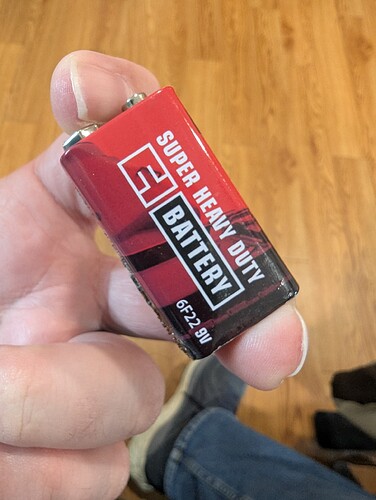 SUPER HEAVY DUTY
BATTERY
6F22 9V